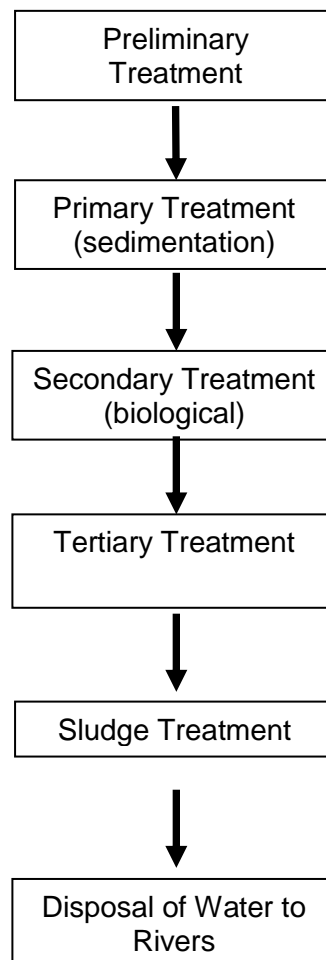 Preliminary
Treatment
Primary Treatment
(sedimentation)
Secondary Treatment
(biological)
Tertiary Treatment
Sludge Treatment
Disposal of Water to
Rivers